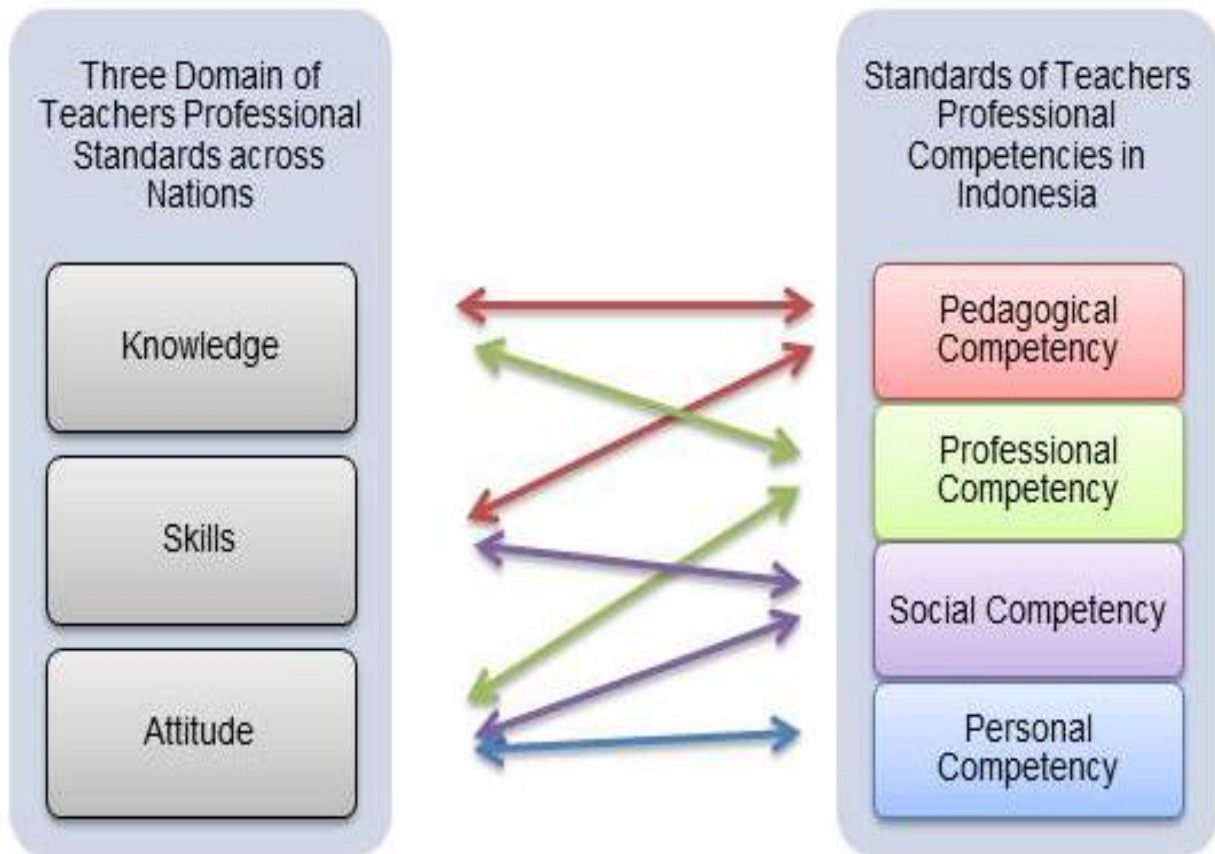 Three Domain of
Teachers Professional
Standards across
Nations
Knowledge
Skills
Attitude
Standards of Teachers
Professional
Competencies in
Indonesia
Pedagogical
Competency
Professional
Competency
Social Competency
Personal
Competency